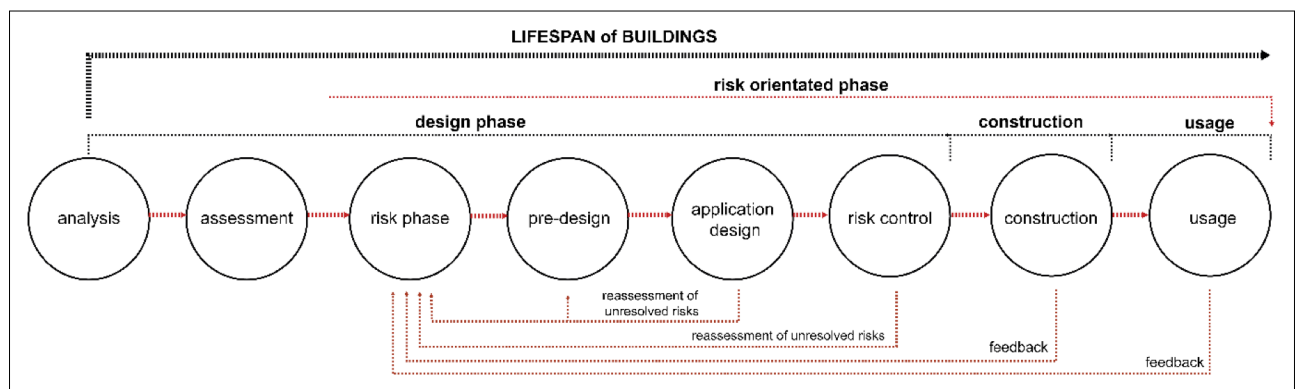 LIFESPAN of BUILDINGS
risk orientated phase
design phase
construction
usage
analysis
assessment
risk phase
pre-design
application
design
risk control
construction
usage
reassessment of
unresolved risks
reassessment of unresolved risks
feedback
feedback